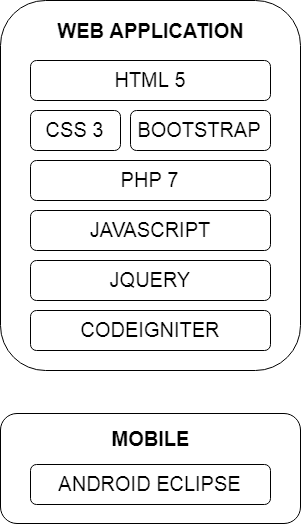 WEB APPLICATION
HTML 5
CSS 3 BOOTSTRAP
PHP 7
JAVASCRIPT
JQUERY
CODEIGNITER
MOBILE
ANDROID ECLIPSE